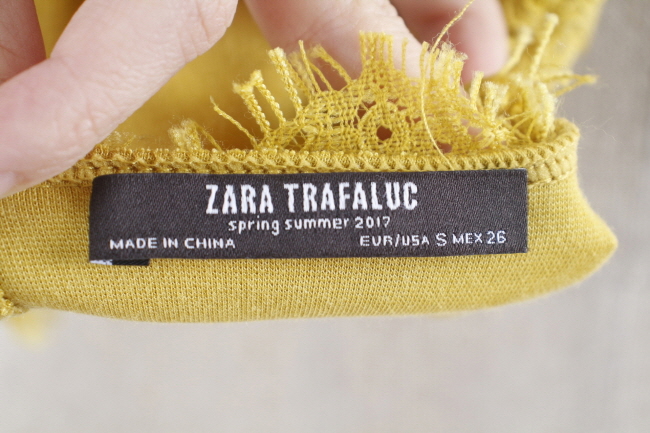 ZARA TRAFALUC
spring summer 2017
MADE IN CHINA EUR/USA S MEX 26